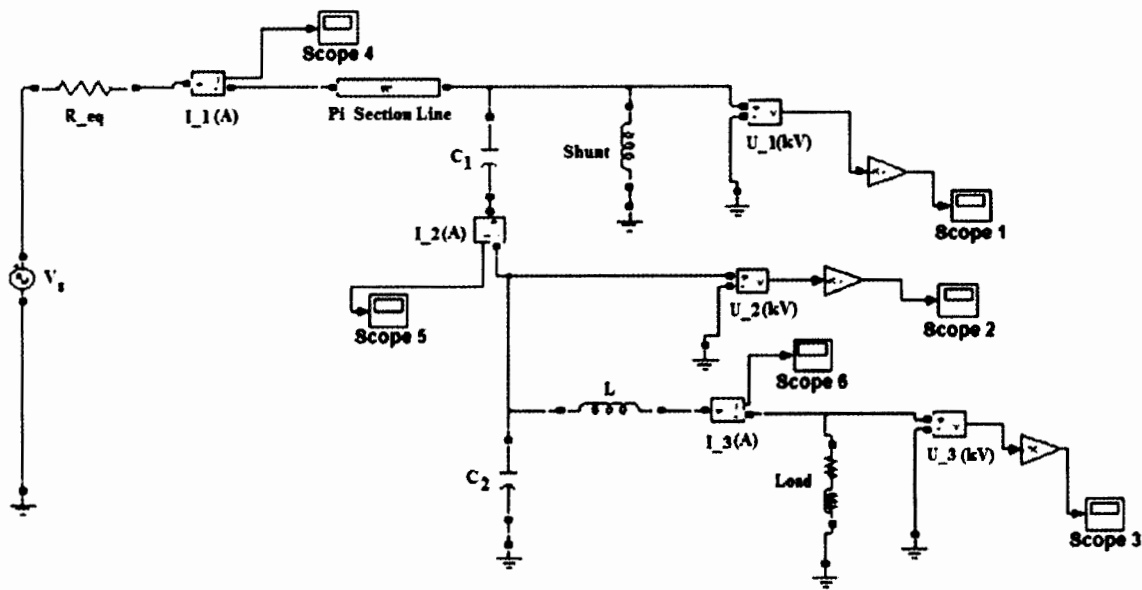 Scope 4
R_eq
I_1(A)
Pi Section Line
C1
Shunt
U_1(kV)
Scope 1
I_2(A)
Vs
Scope 5
U_2(kV)
Scope 2
Scope 6
L
I_3(A)
U_3(kV)
C2
Load
Scope 3